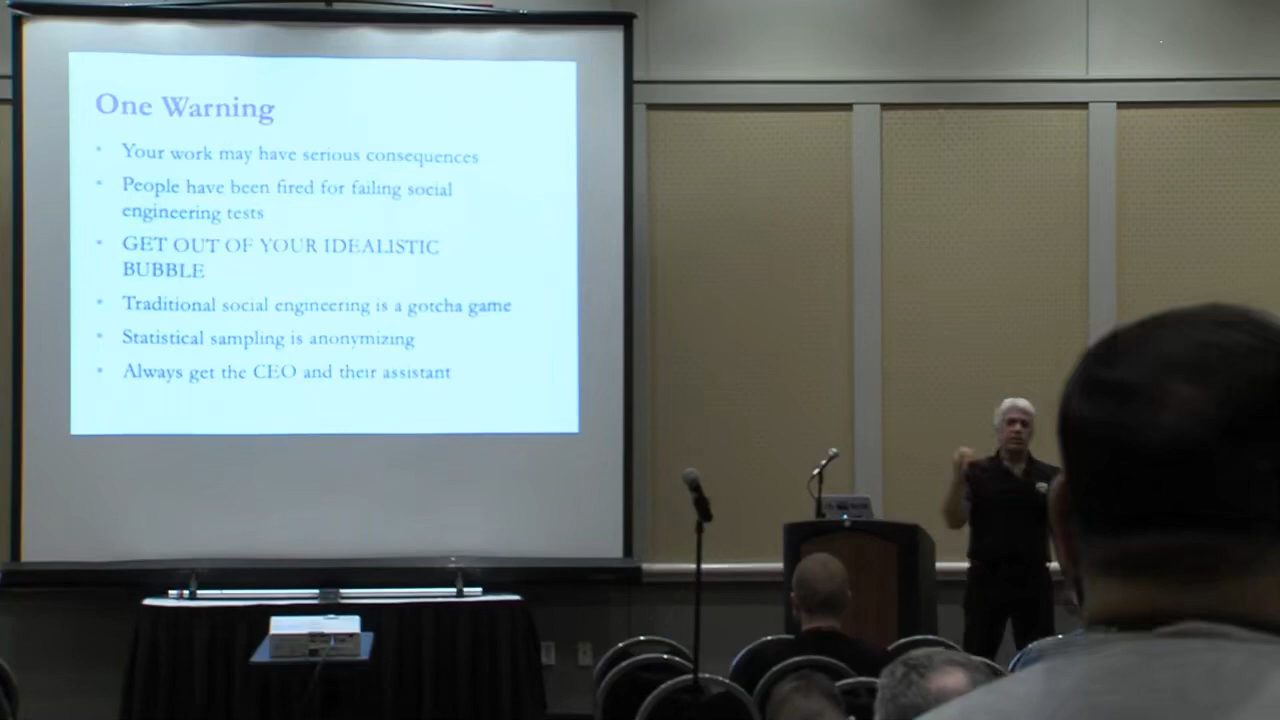 One Warning
Your work may have serious consequences
People have been fired for failing social
engineering tests
GET OUT OF YOUR IDEALISTIC
BUBBLE
Traditional social engineering is a gotcha game
Statistical sampling is anonymizing
Always get the CEO and their assistant